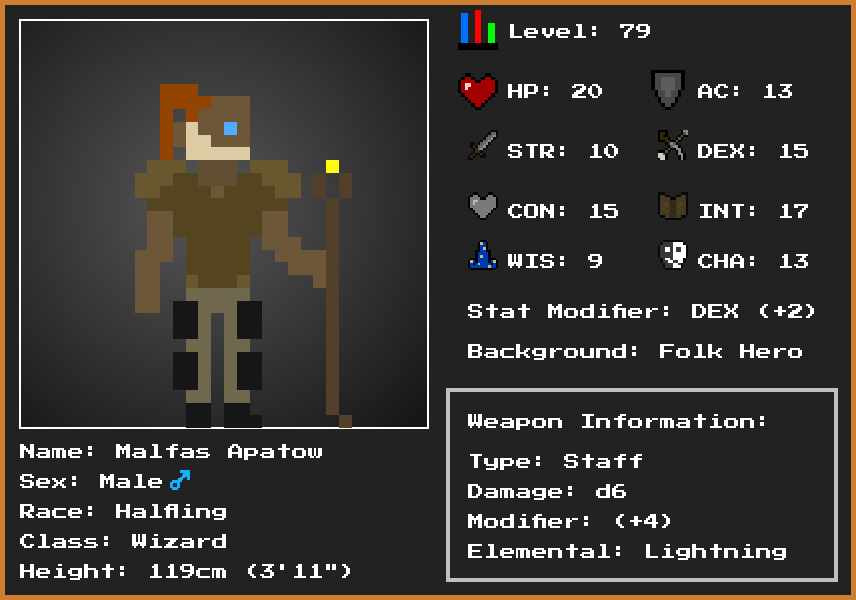 Level: 79
HP: 20 AC: 13
STR: 10 DEX: 15
CON: 15 INT: 17
WIS: 9 CHA: 13
Stat Modifier: DEX (+2)
Background: Folk Hero
Weapon Information:
Type: Staff
Damage: d6
Modifier: (+4)
Elemental: Lightning
Name: Malfas Apatow
Sex: Male ♂
Race: Halfling
Class: Wizard
Height: 119cm (3'11")